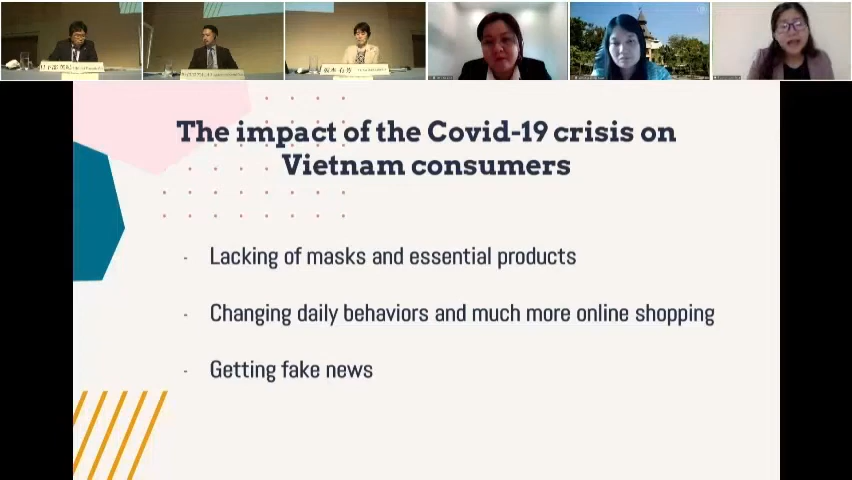 The impact of the Covid-19 crisis on
Vietnam consumers
- Lacking of masks and essential products
- Changing daily behaviors and much more online shopping
- Getting fake news